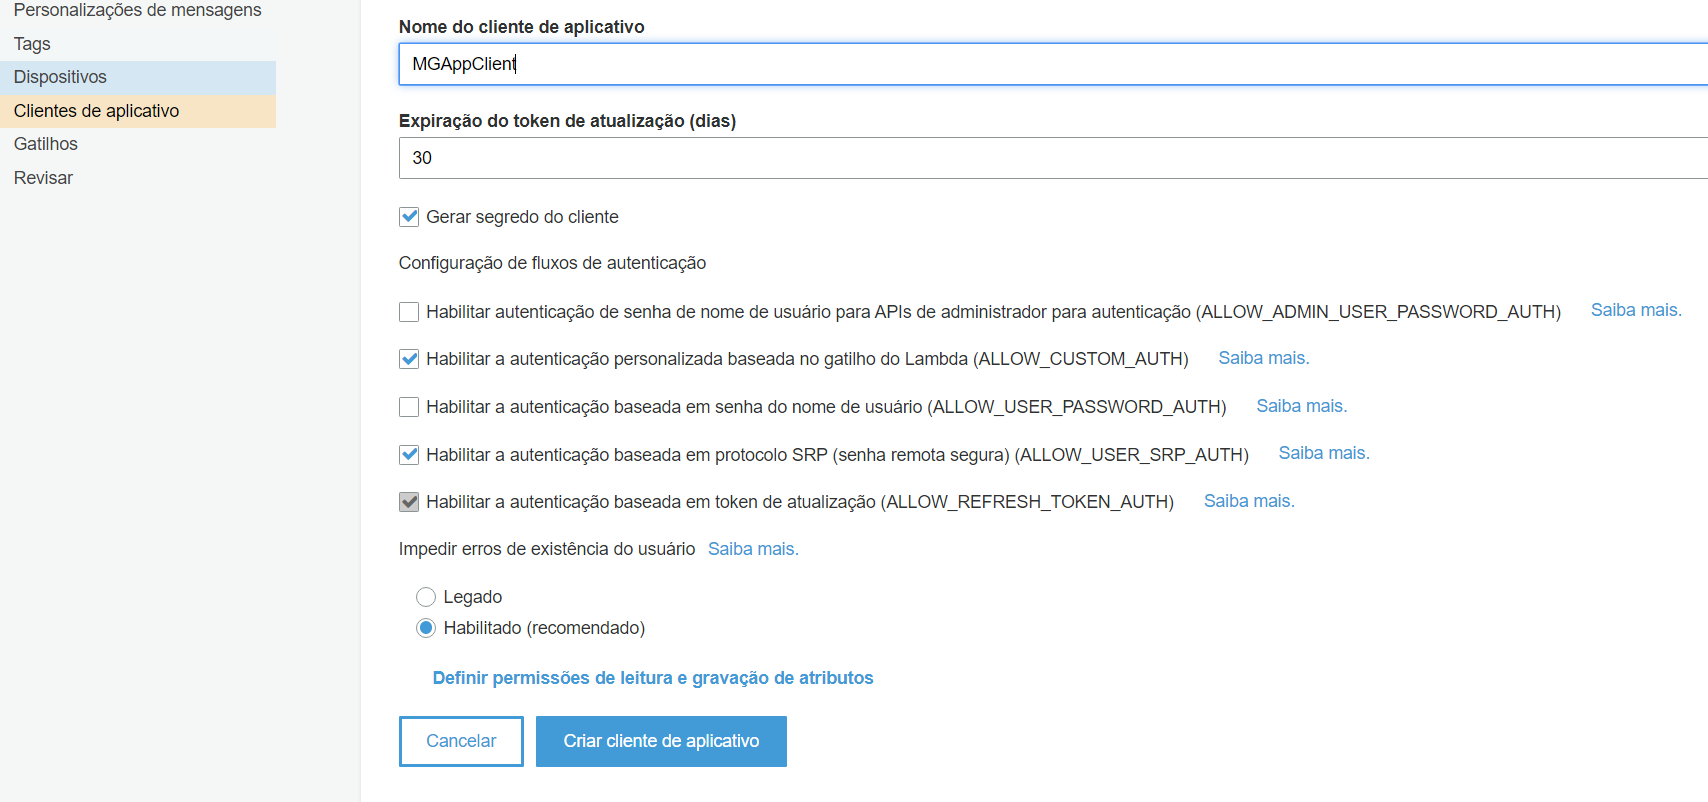 Personalizações de mensagens
Tags
Dispositivos
Clientes de aplicativo
Gatilhos
Revisar
Nome do cliente de aplicativo
MGAppClient
Expiração do token de atualização (dias)
30
Gerar segredo do cliente
Configuração de fluxos de autenticação
Habilitar autenticação de senha de nome de usuário para APIs de administrador para autenticação (ALLOW_ADMIN_USER_PASSWORD_AUTH) Saiba mais.
Habilitar a autenticação personalizada baseada no gatilho do Lambda (ALLOW_CUSTOM_AUTH) Saiba mais.
Habilitar a autenticação baseada em senha do nome de usuário (ALLOW_USER_PASSWORD_AUTH) Saiba mais.
Habilitar a autenticação baseada em protocolo SRP (senha remota segura) (ALLOW_USER_SRP_AUTH) Saiba mais.
Habilitar a autenticação baseada em token de atualização (ALLOW_REFRESH_TOKEN_AUTH) Saiba mais.
Impedir erros de existência do usuário Saiba mais.
Legado
Habilitado (recomendado)
Definir permissões de leitura e gravação de atributos
Cancelar Criar cliente de aplicativo